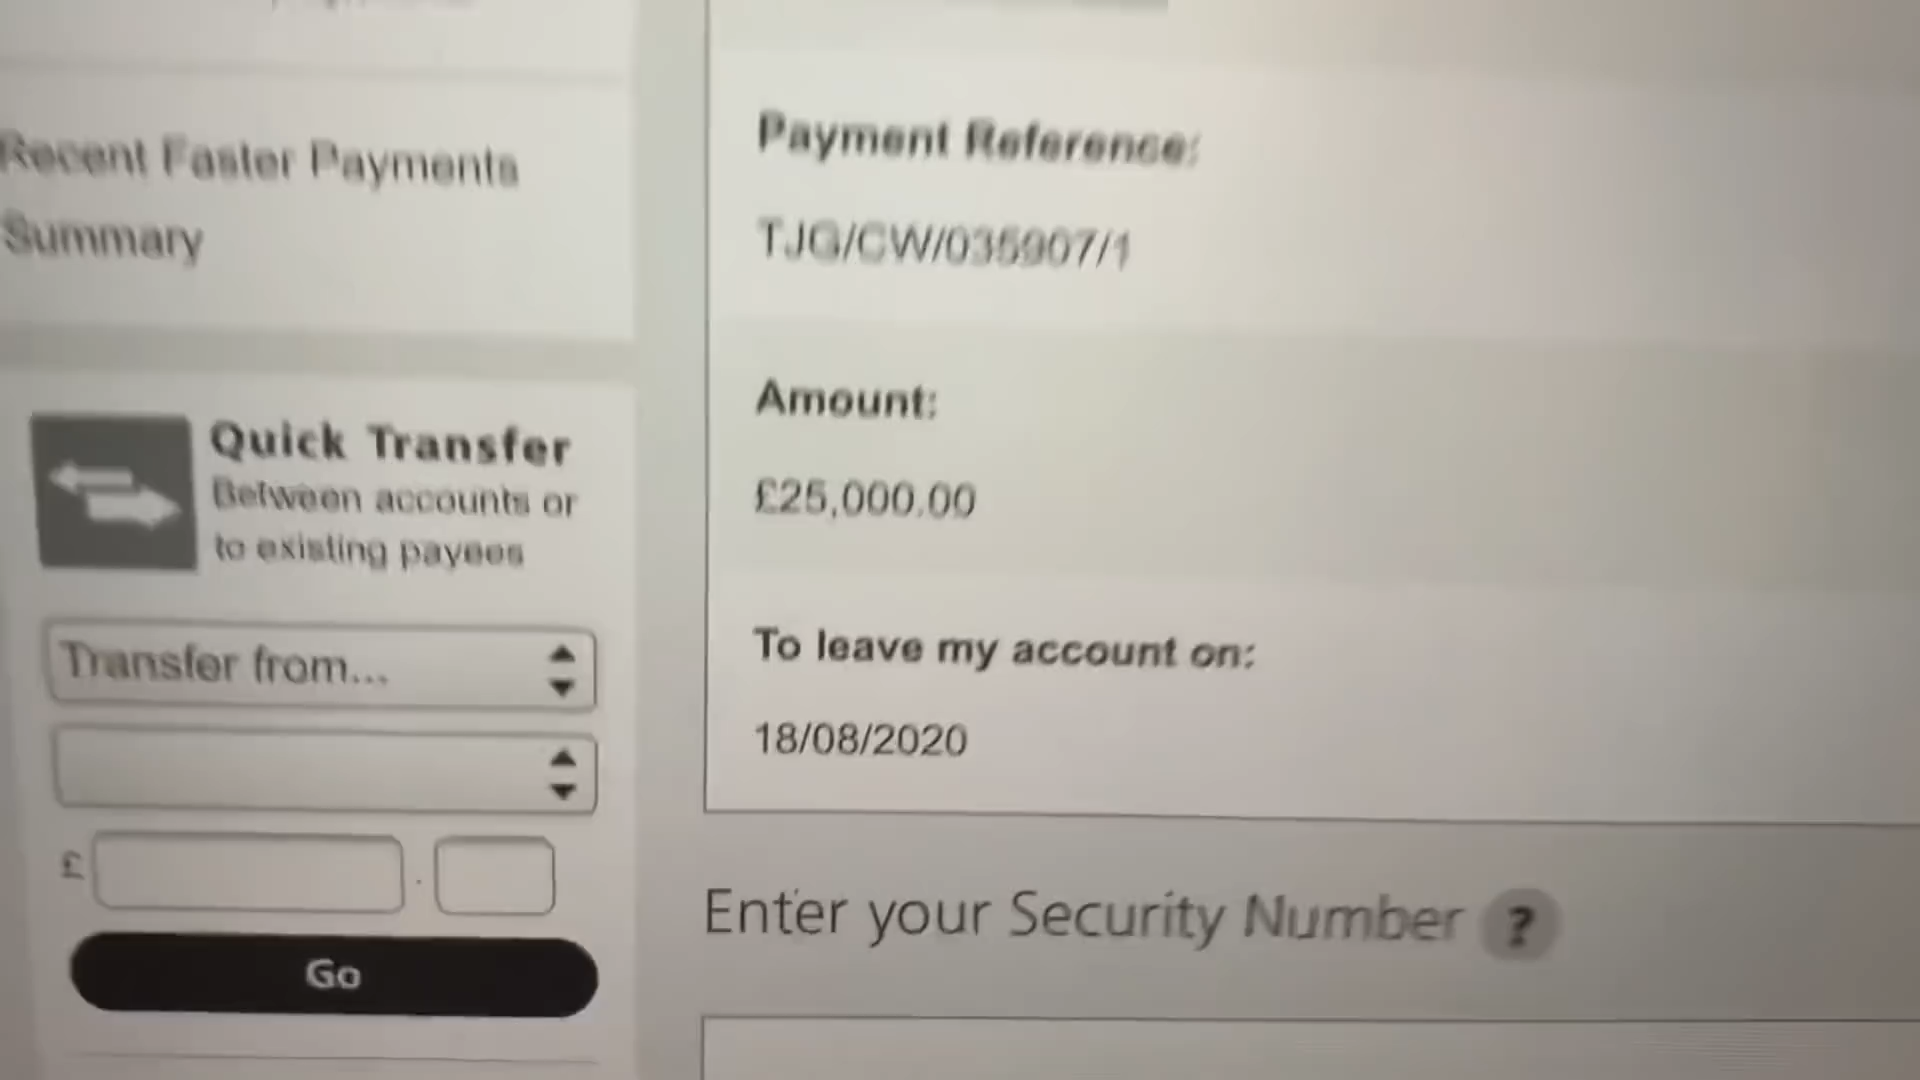 Recent Faster Payments
Summary
Quick Transfer
Between accounts or
to existing payees
Transfer from...
£
.
Go
Payment Reference:
TJG/CW/035907/1
Amount:
£25,000.00
To leave my account on:
18/08/2020
Enter your Security Number ?